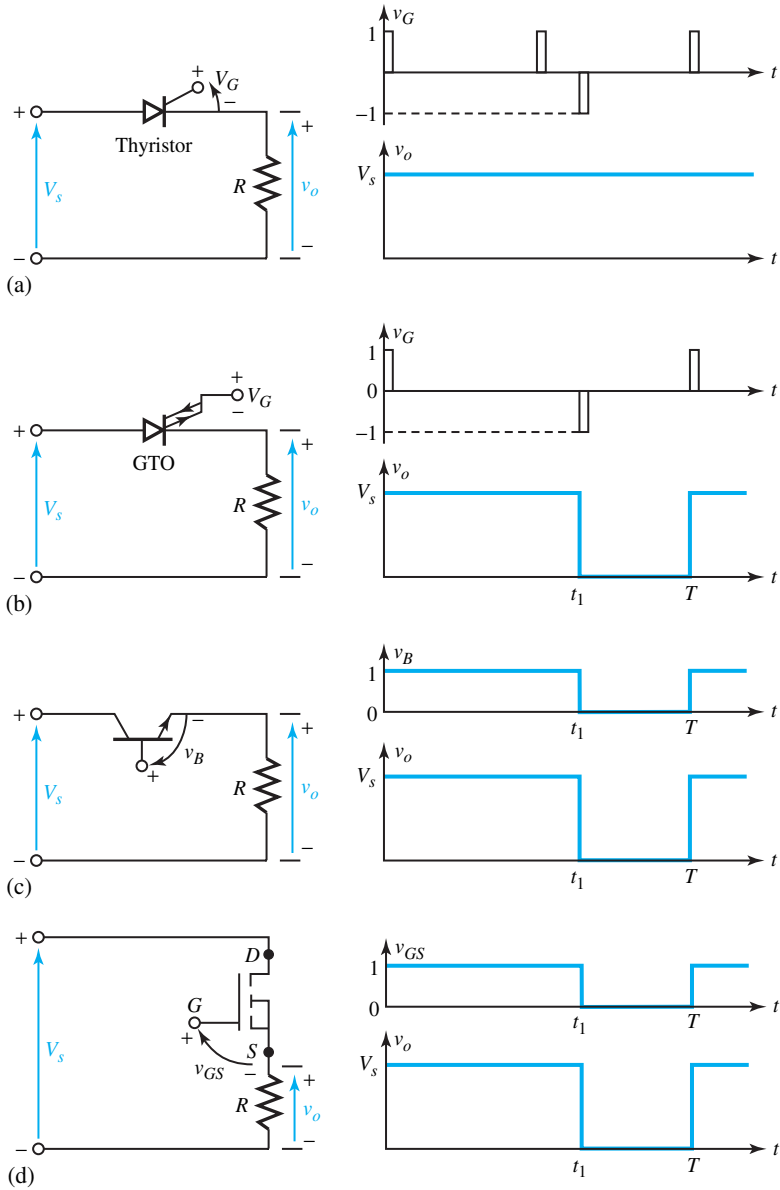 + V_G −
+ Thyristor +
V_s R v_o
− −
v_G
1
t
−1
v_o
V_s
t
(a)
+ V_G −
+ GTO +
V_s R v_o
− −
v_G
1
0
t
−1
v_o
V_s
t_1 T t
(b)
+ − +
+ v_B
V_s R v_o
− −
v_B
1
0
t_1 T t
v_o
V_s
t_1 T t
(c)
+ D
G
+ S
V_s v_GS − +
R v_o
− −
v_GS
1
0
t_1 T t
v_o
V_s
t_1 T t
(d)